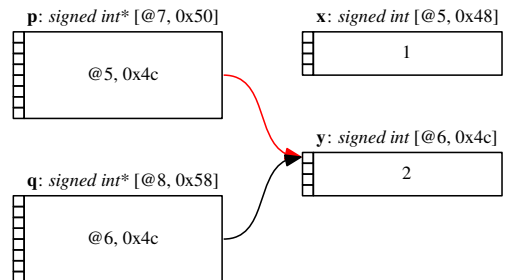 p: signed int* [@7, 0x50]
@5, 0x4c
x: signed int [@5, 0x48]
1
y: signed int [@6, 0x4c]
2
q: signed int* [@8, 0x58]
@6, 0x4c